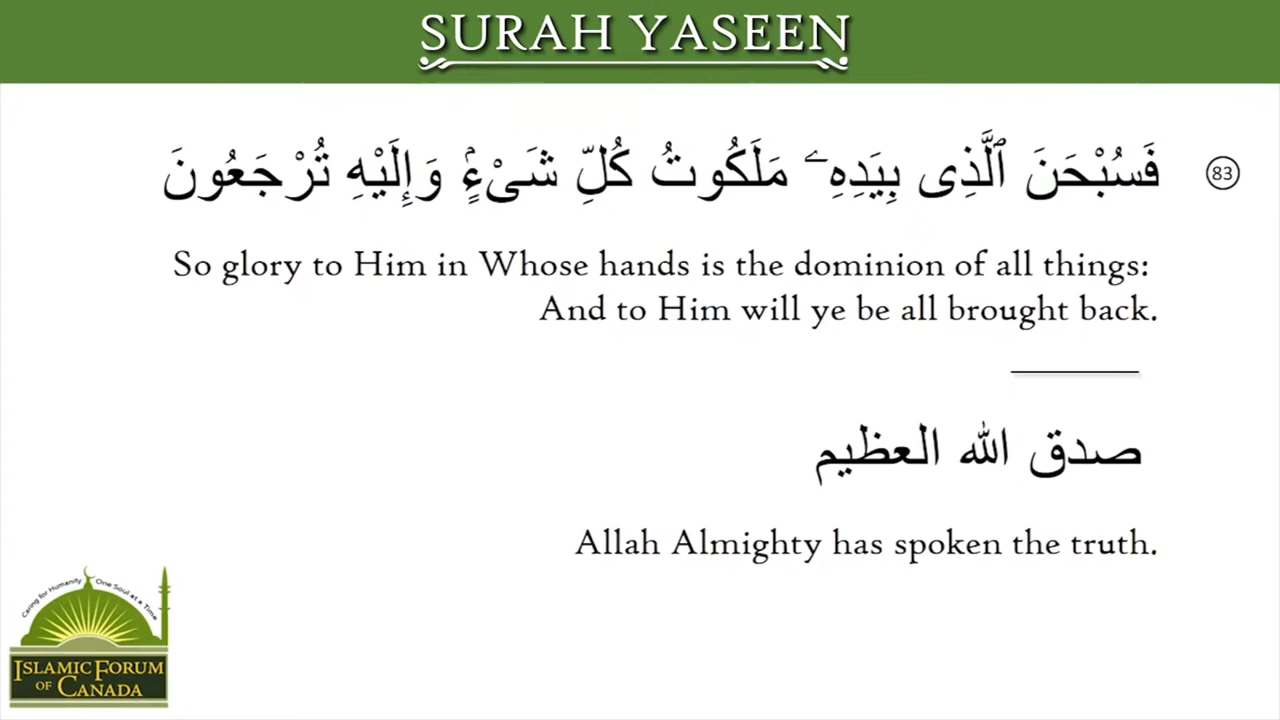 SURAH YASEEN
فَسُبْحَنَ ٱلَّذِى بِيَدِهِۦ مَلَكُوتُ كُلِّ شَىْءٍۢ وَإِلَيْهِ تُرْجَعُونَ 83
So glory to Him in Whose hands is the dominion of all things:
And to Him will ye be all brought back.
صدق الله العظيم
Allah Almighty has spoken the truth.
Caring for Humanity One Soul at a Time
ISLAMIC FORUM
OF CANADA